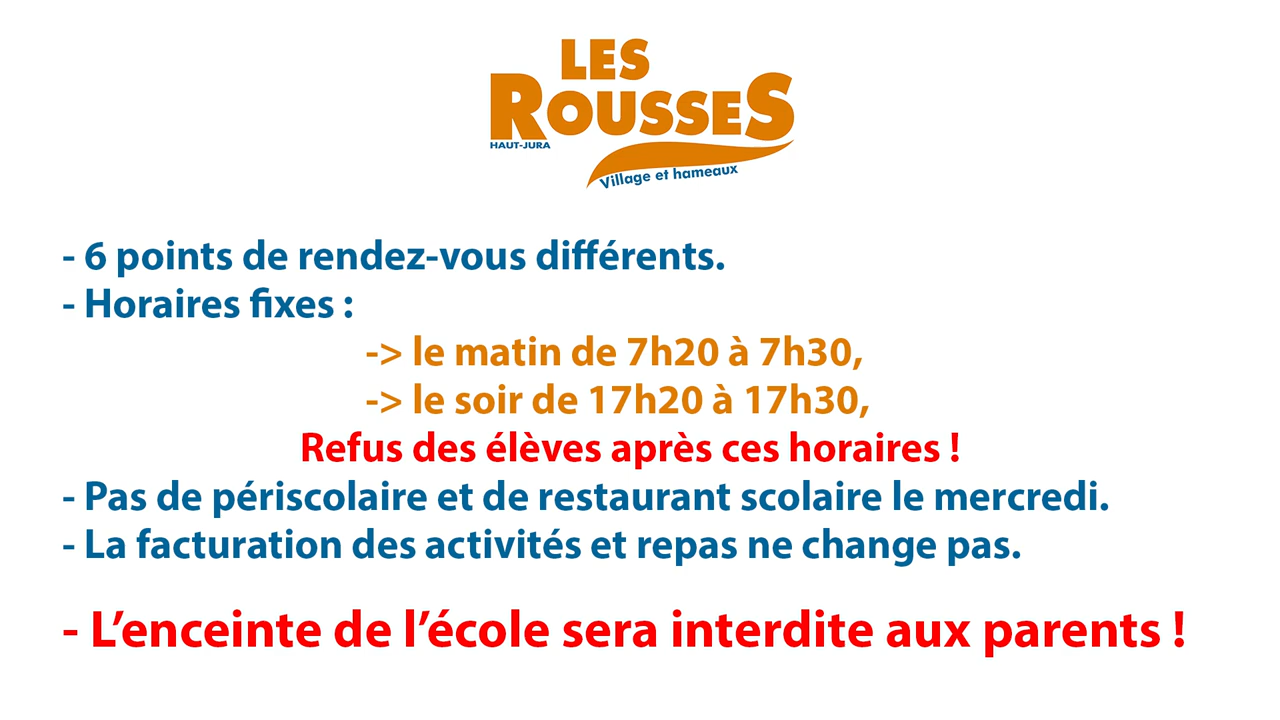 LES
ROUSSES
HAUT-JURA
Village et hameaux
- 6 points de rendez-vous différents.
- Horaires fixes :
-> le matin de 7h20 à 7h30,
-> le soir de 17h20 à 17h30,
Refus des élèves après ces horaires !
- Pas de périscolaire et de restaurant scolaire le mercredi.
- La facturation des activités et repas ne change pas.
- L’enceinte de l’école sera interdite aux parents !